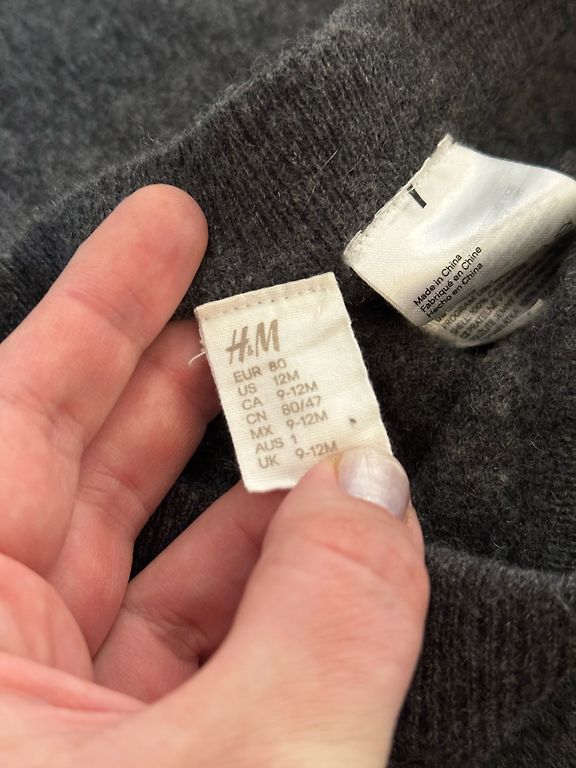 H&M
EUR 80
US 12M
CA 9-12M
CN 80/47
MX 9-12M
AUS 1
UK 9-12M
Made in China
Fabriqué en Chine
Hecho en China